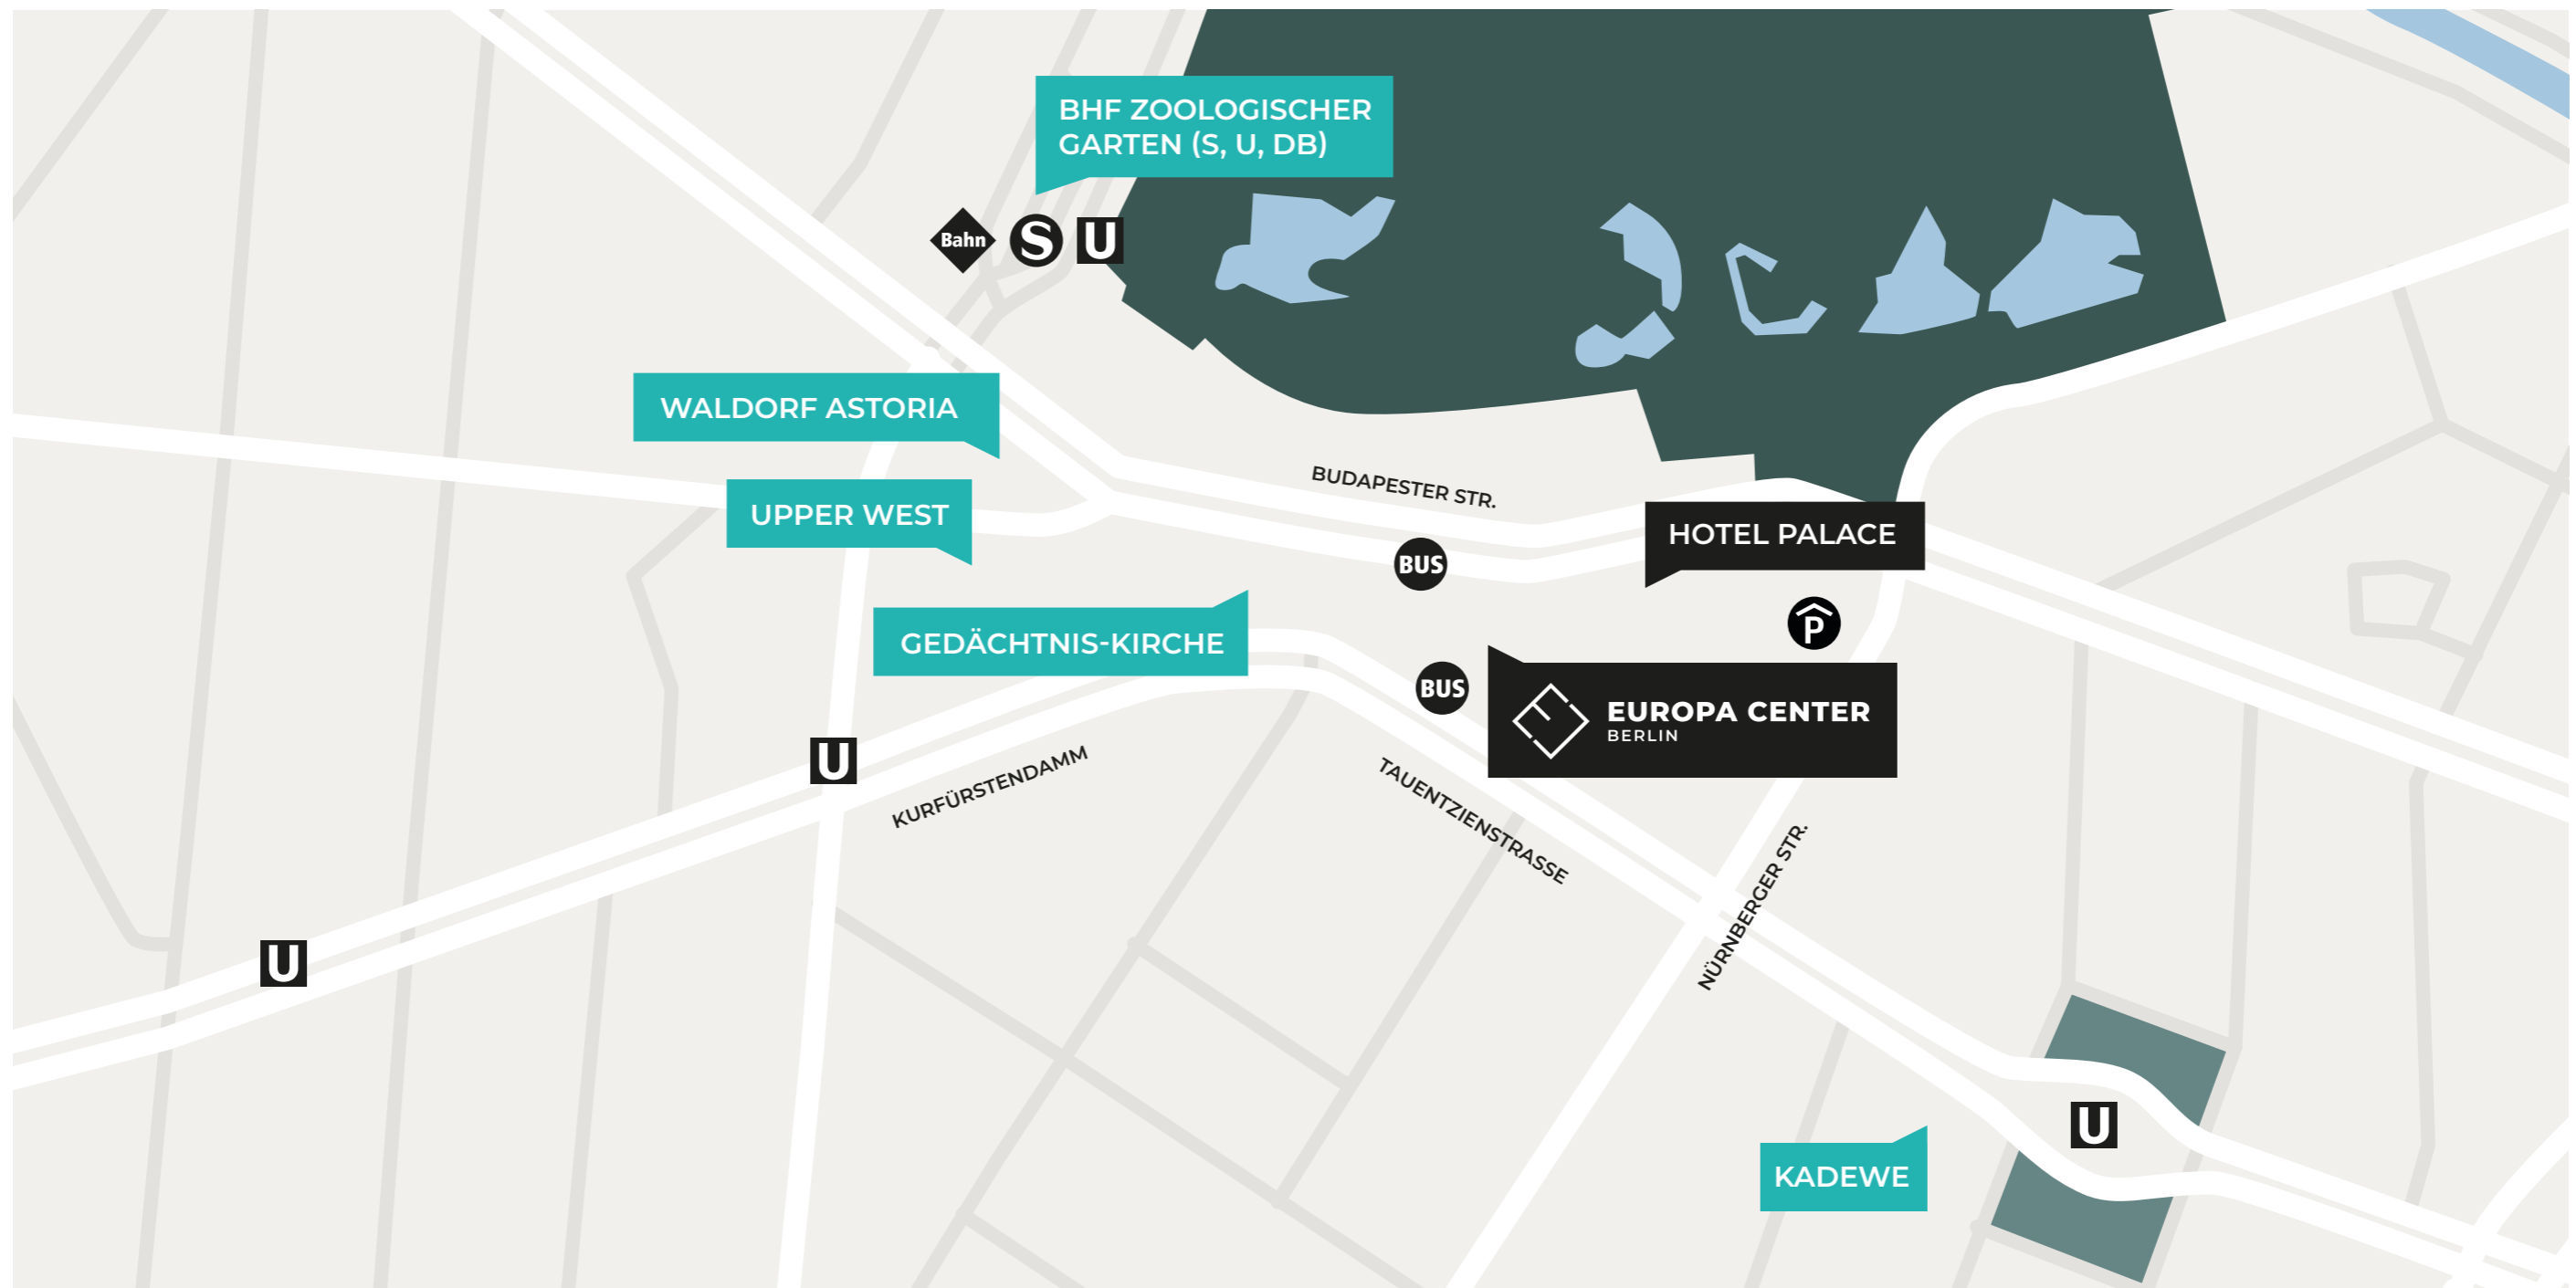 BHF ZOOLOGISCHER
GARTEN (S, U, DB)
Bahn
S
U
WALDORF ASTORIA
BUDAPESTER STR.
UPPER WEST
HOTEL PALACE
BUS
GEDÄCHTNIS-KIRCHE
P
BUS
EUROPA CENTER
BERLIN
U
KURFÜRSTENDAMM
TAUENTZIENSTRASSE
NÜRNBERGER STR.
U
U
KADEWE